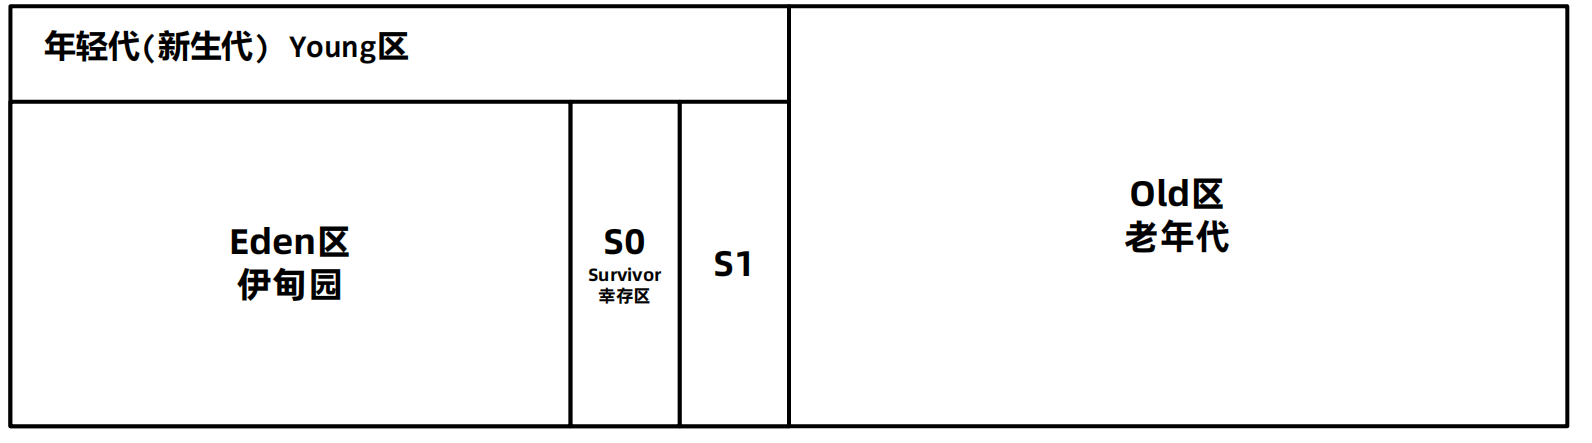 年轻代(新生代) Young区
Eden区
伊甸园
S0
Survivor
幸存区
S1
Old区
老年代